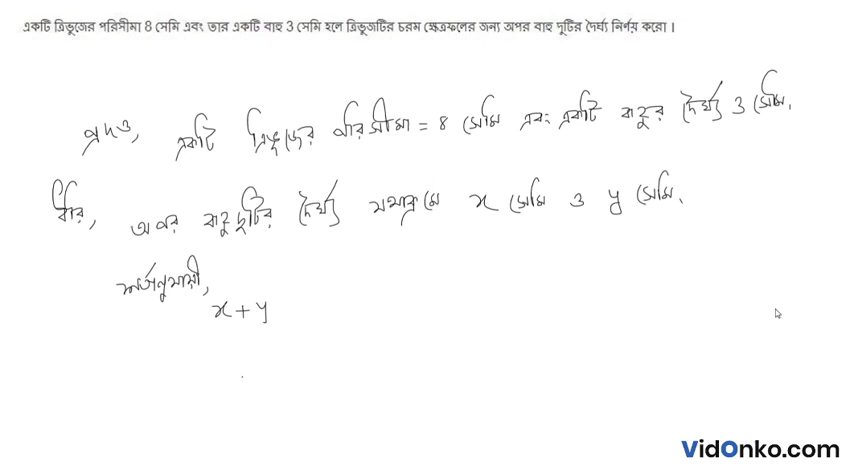 একটি ত্রিভুজের পরিসীমা 8 সেমি এবং তার একটি বাহু 3 সেমি হলে ত্রিভুজটির চরম ক্ষেত্রফলের জন্য অপর বাহু দুটির দৈর্ঘ্য নির্ণয় করো ।
প্রদত্ত, একটি ত্রিভুজের পরিসীমা = 8 সেমি এবং একটি বাহুর দৈর্ঘ্য 3 সেমি.
ধরি, অপর বাহুদুটির দৈর্ঘ্য যথাক্রমে x সেমি ও y সেমি.
শর্তানুযায়ী,
x + y
VidOnko.com